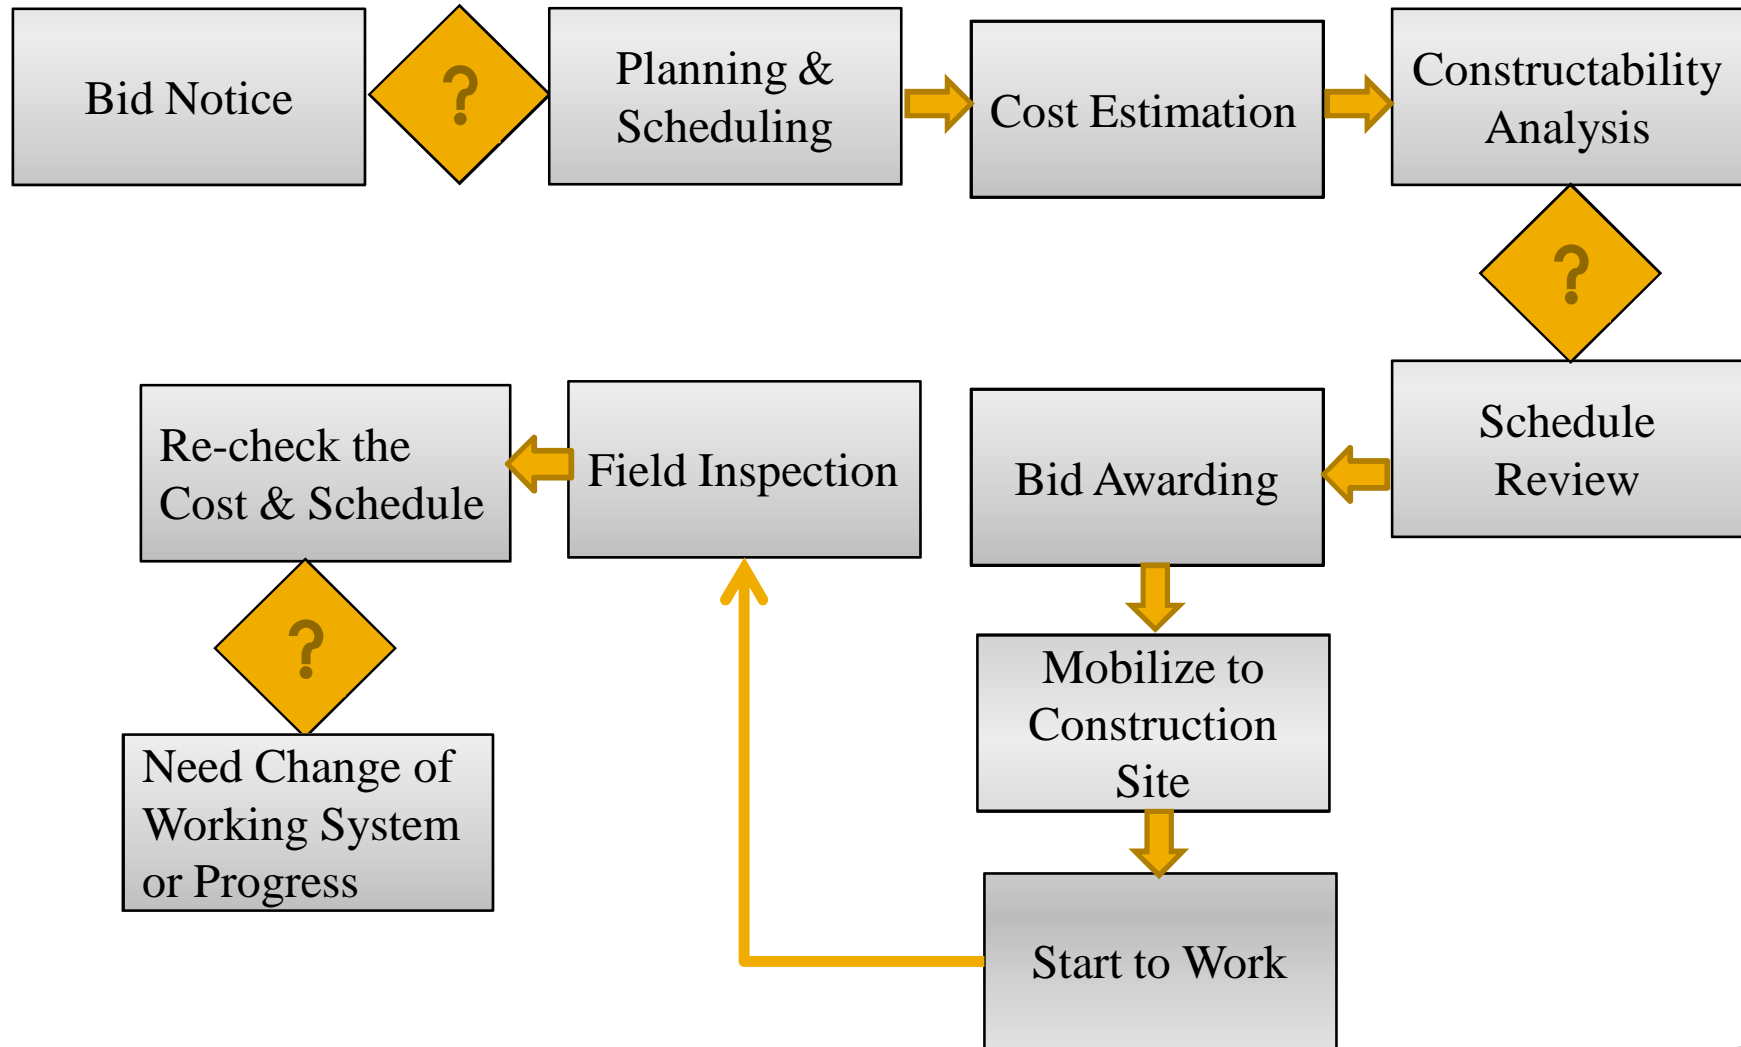 Bid Notice
?
Planning &
Scheduling
Cost Estimation
Constructability
Analysis
?
Schedule
Review
Bid Awarding
Mobilize to
Construction
Site
Start to Work
Field Inspection
Re-check the
Cost & Schedule
?
Need Change of
Working System
or Progress